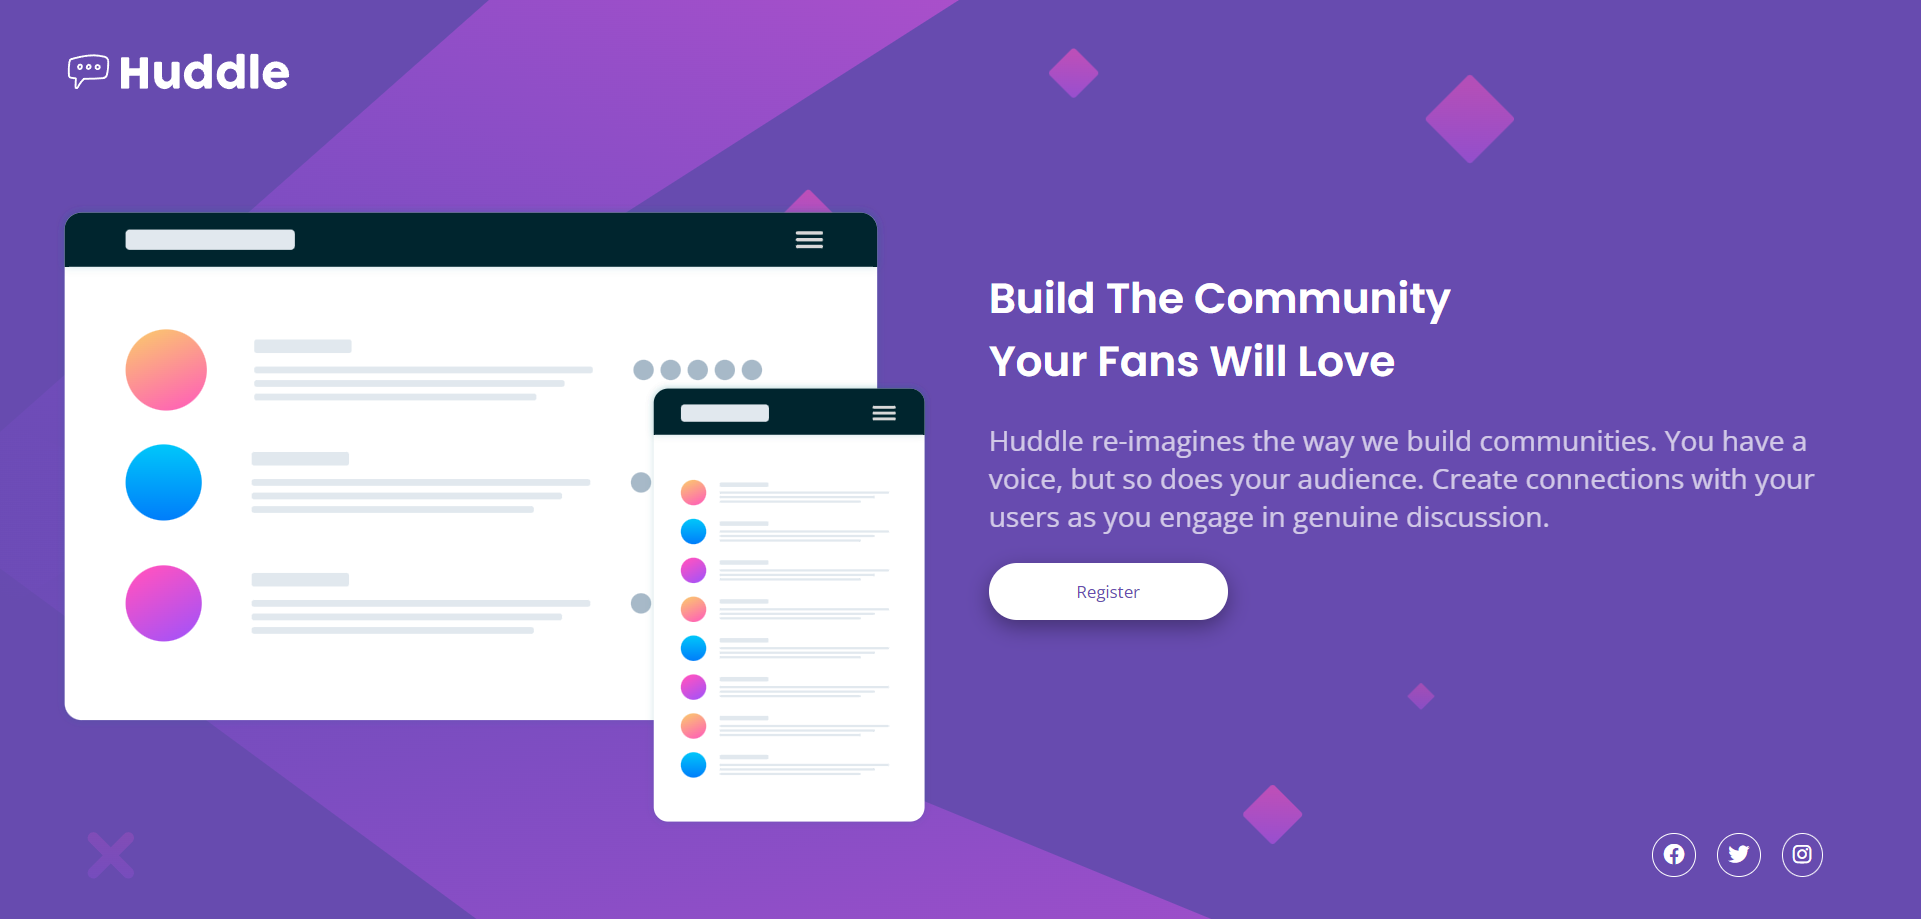 Huddle
Build The Community
Your Fans Will Love
Huddle re-imagines the way we build communities. You have a
voice, but so does your audience. Create connections with your
users as you engage in genuine discussion.
Register